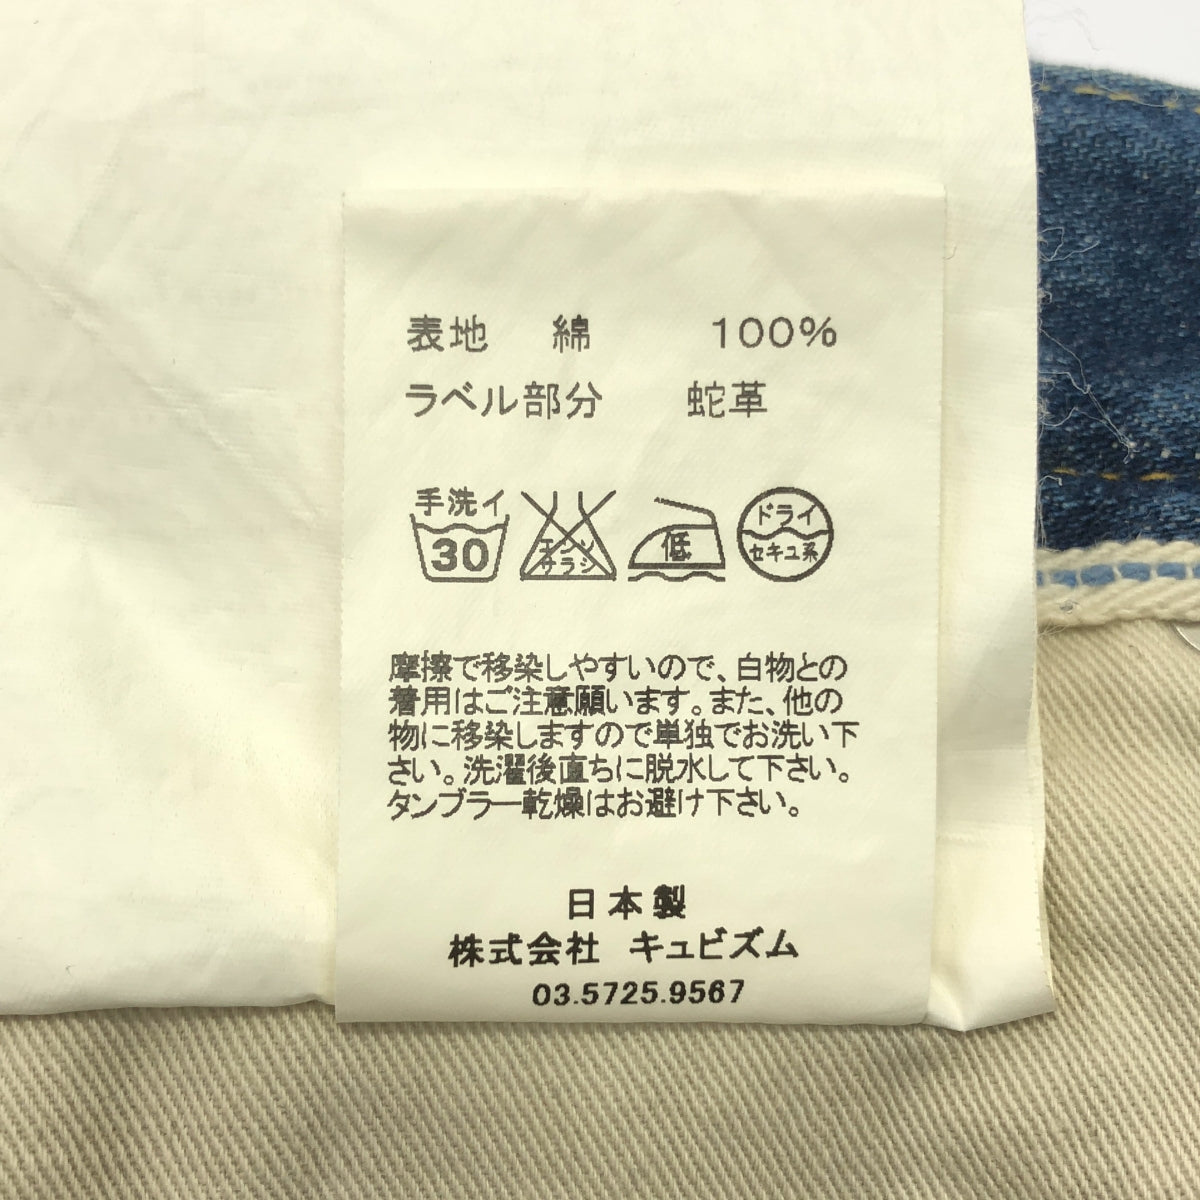 表地 綿 100%
ラベル部分 蛇革
手洗イ
30
エンソ
サラシ
低
ドライ
セキユ系
摩擦で移染しやすいので、白物との
着用はご注意願います。また、他の
物に移染しますので単独でお洗い下
さい。洗濯後直ちに脱水して下さい。
タンブラー乾燥はお避け下さい。
日本製
株式会社 キュビズム
03.5725.9567